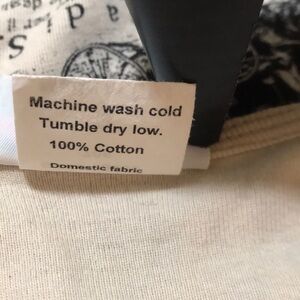 Machine wash cold
Tumble dry low.
100% Cotton
Domestic fabric